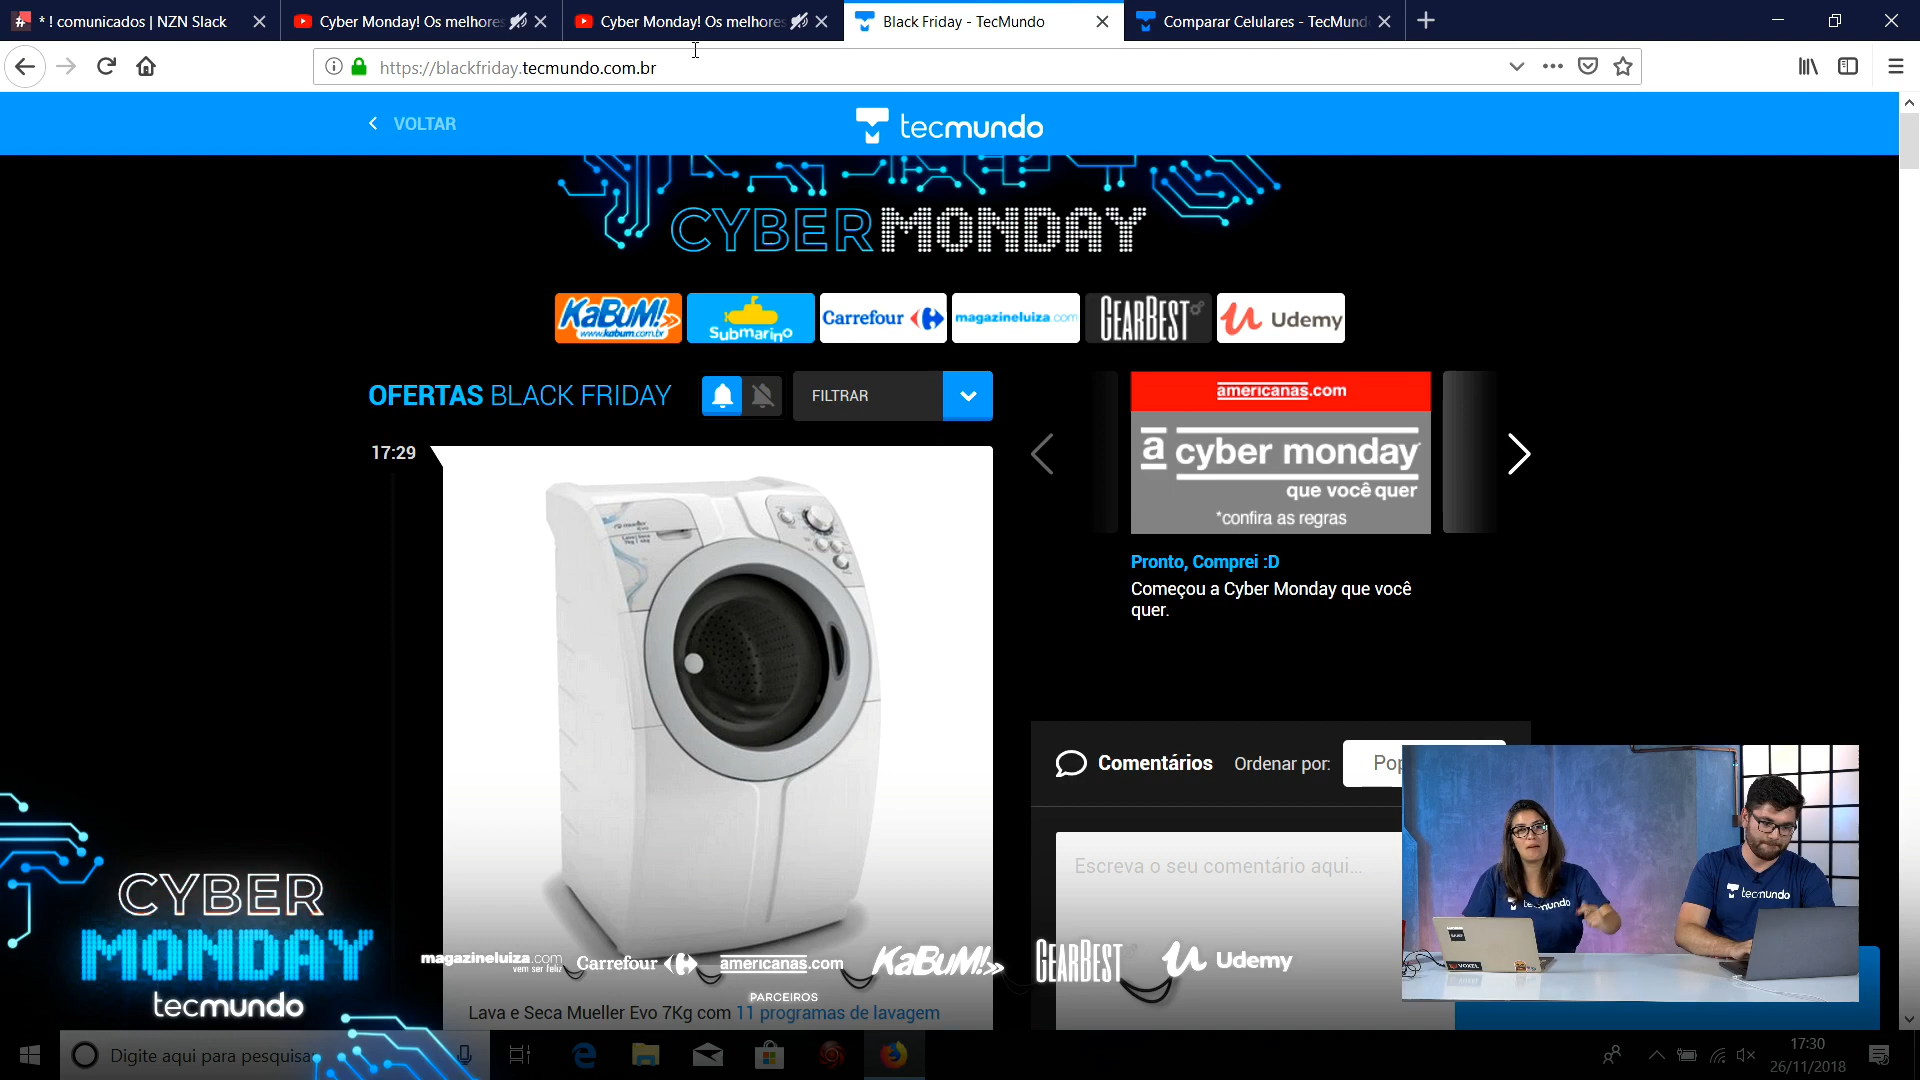 * ! comunicados | NZN Slack
Cyber Monday! Os melhores
Cyber Monday! Os melhores
Black Friday - TecMundo
Comparar Celulares - TecMund
https://blackfriday.tecmundo.com.br
VOLTAR
tecmundo
CYBER MONDAY
KaBuM!
www.kabum.com.br
Submarino
Carrefour
magazineluiza.com
GEARBEST
Udemy
OFERTAS BLACK FRIDAY
FILTRAR
17:29
mueller
americanas.com
a cyber monday
que você quer
*confira as regras
Pronto, Comprei :D
Começou a Cyber Monday que você
quer.
Comentários
Ordenar por:
Pop
Escreva o seu comentário aqui...
tecmundo
tecmundo
VOXEL
CYBER
MONDAY
tecmundo
magazineluiza.com
vem ser feliz
Carrefour
americanas.com
KaBuM!
GEARBEST
Udemy
PARCEIROS
Lava e Seca Mueller Evo 7Kg com 11 programas de lavagem
Digite aqui para pesquisa
17:30
26/11/2018